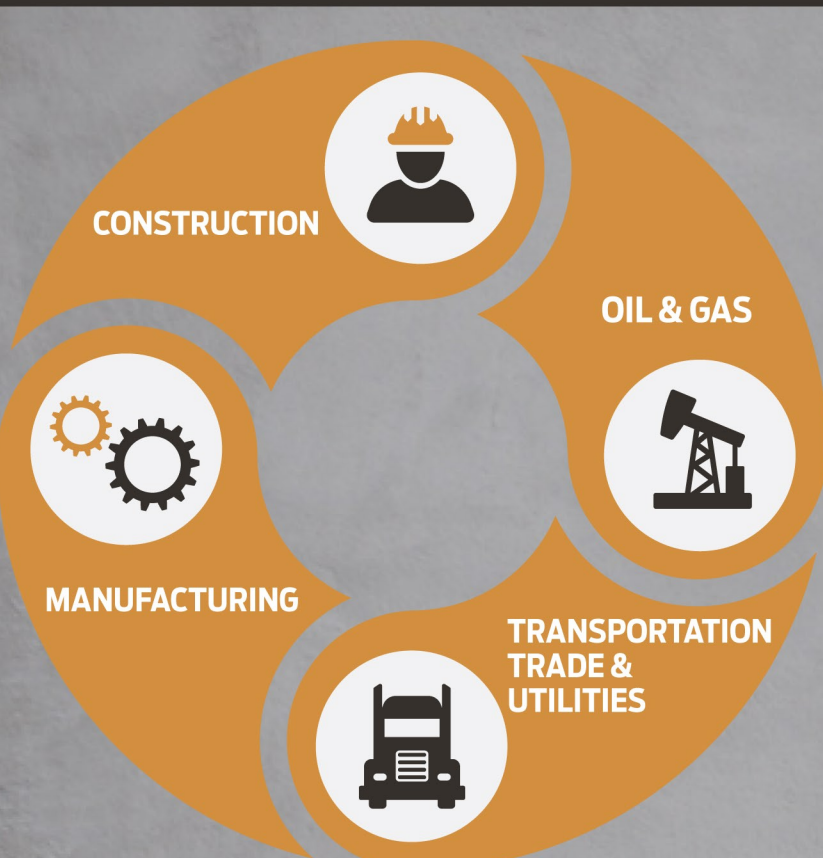 CONSTRUCTION
OIL & GAS
MANUFACTURING
TRANSPORTATION
TRADE &
UTILITIES